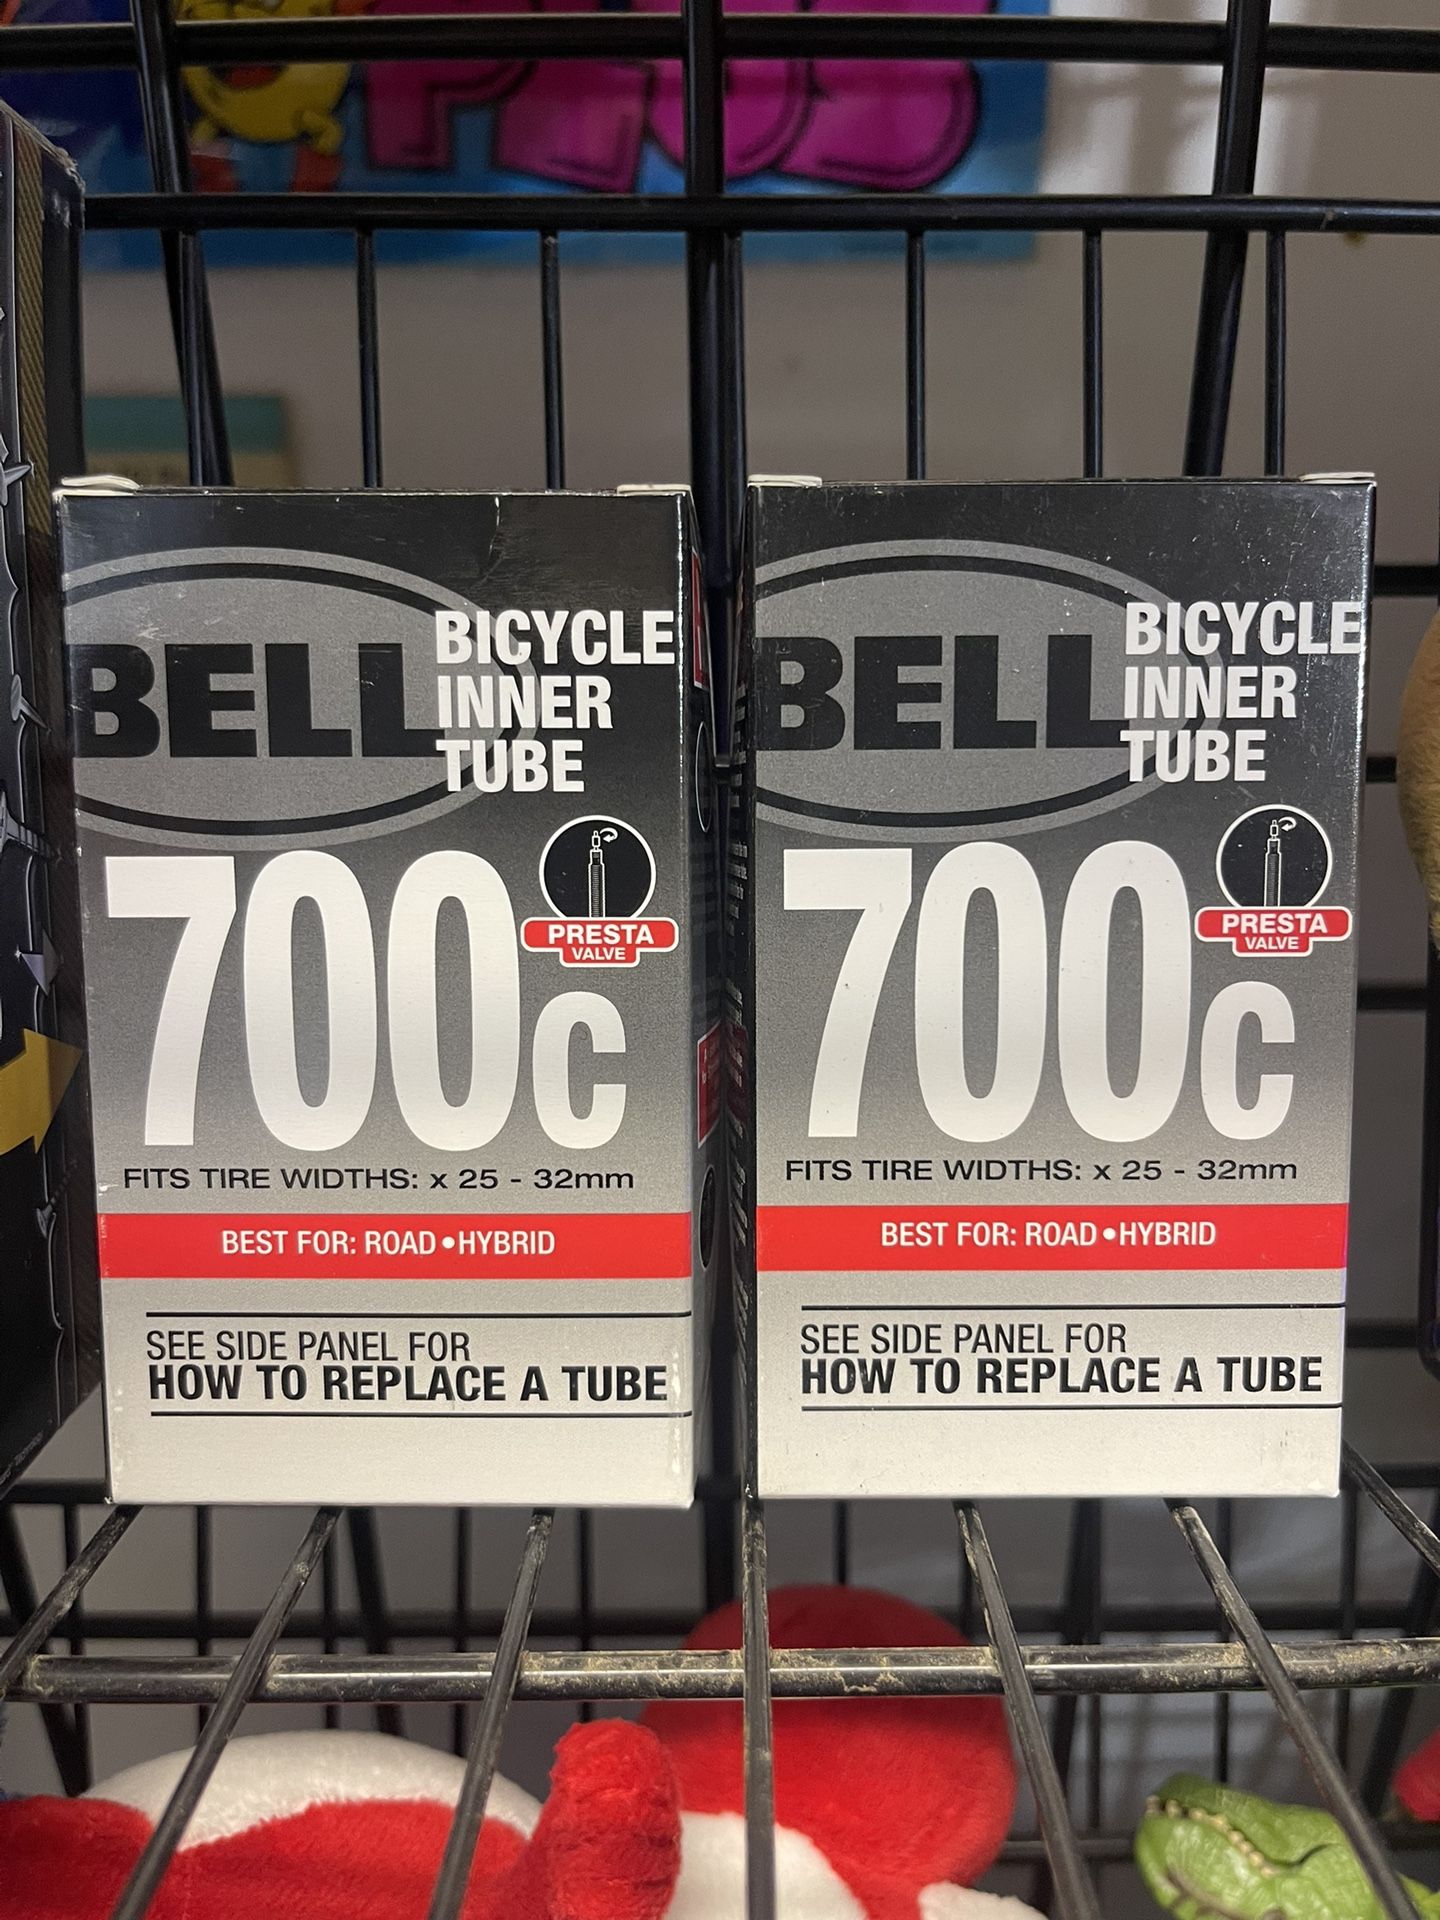 BELL
BICYCLE
INNER
TUBE
700c
PRESTA
VALVE
FITS TIRE WIDTHS: x 25 - 32mm
BEST FOR: ROAD • HYBRID
SEE SIDE PANEL FOR
HOW TO REPLACE A TUBE
BELL
BICYCLE
INNER
TUBE
700c
PRESTA
VALVE
FITS TIRE WIDTHS: x 25 - 32mm
BEST FOR: ROAD • HYBRID
SEE SIDE PANEL FOR
HOW TO REPLACE A TUBE